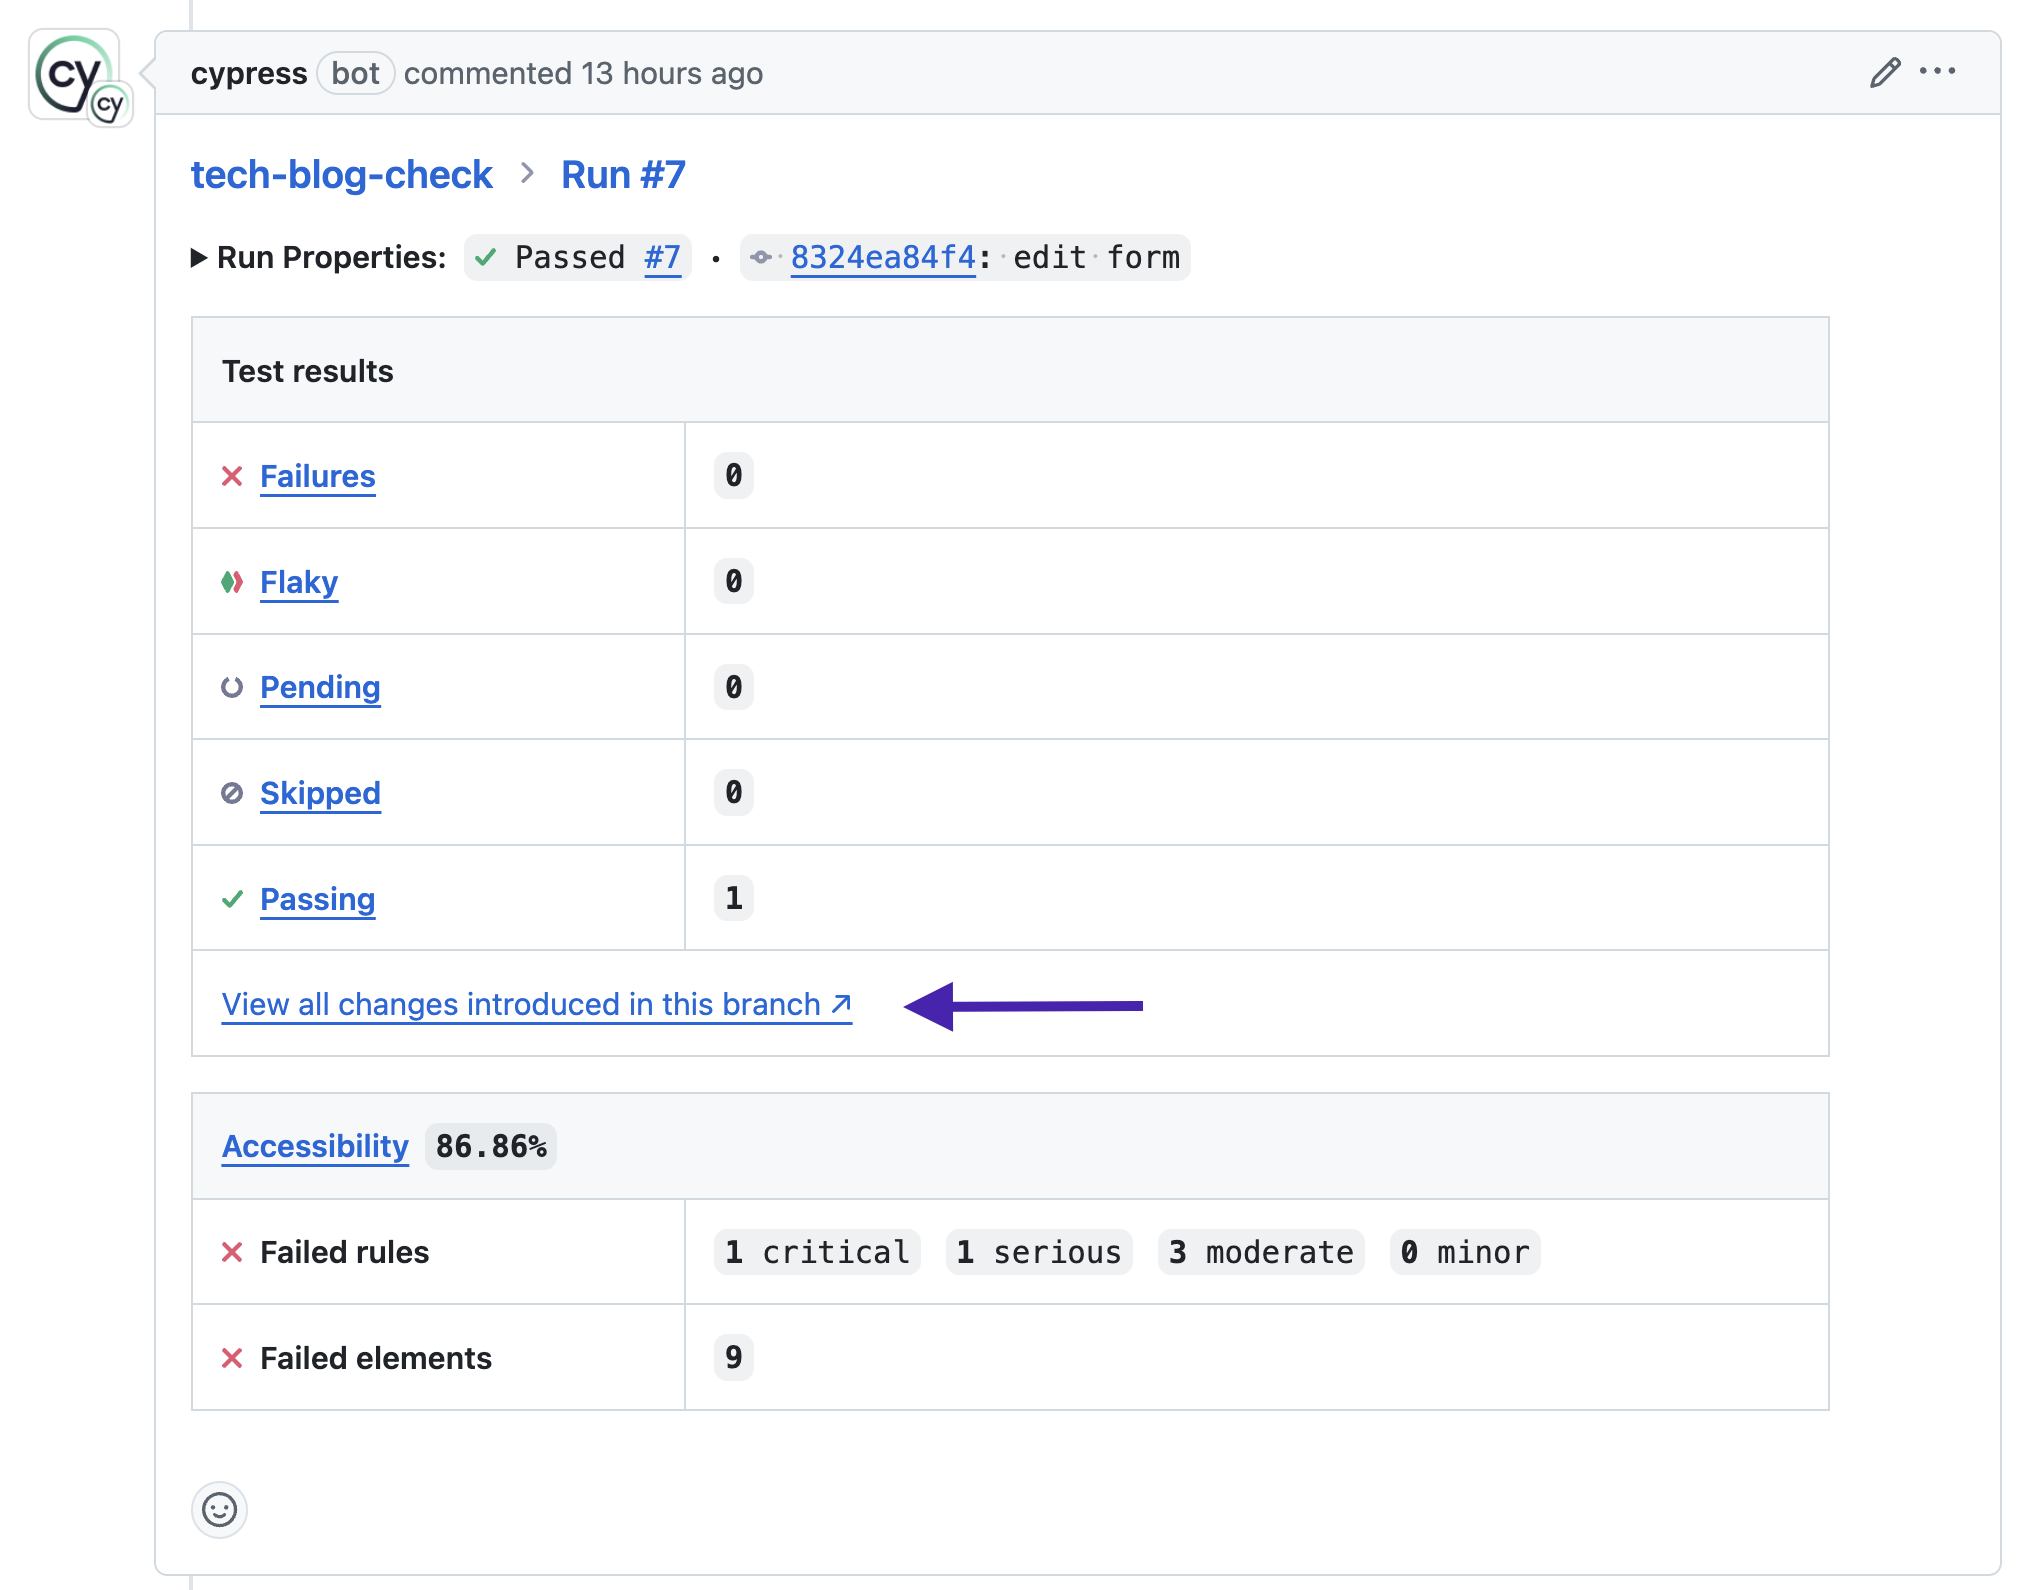 cy
cy
cypress bot commented 13 hours ago
tech-blog-check > Run #7
Run Properties: Passed #7 · 8324ea84f4: edit form
Test results
Failures 0
Flaky 0
Pending 0
Skipped 0
Passing 1
View all changes introduced in this branch ↗
Accessibility 86.86%
Failed rules 1 critical 1 serious 3 moderate 0 minor
Failed elements 9